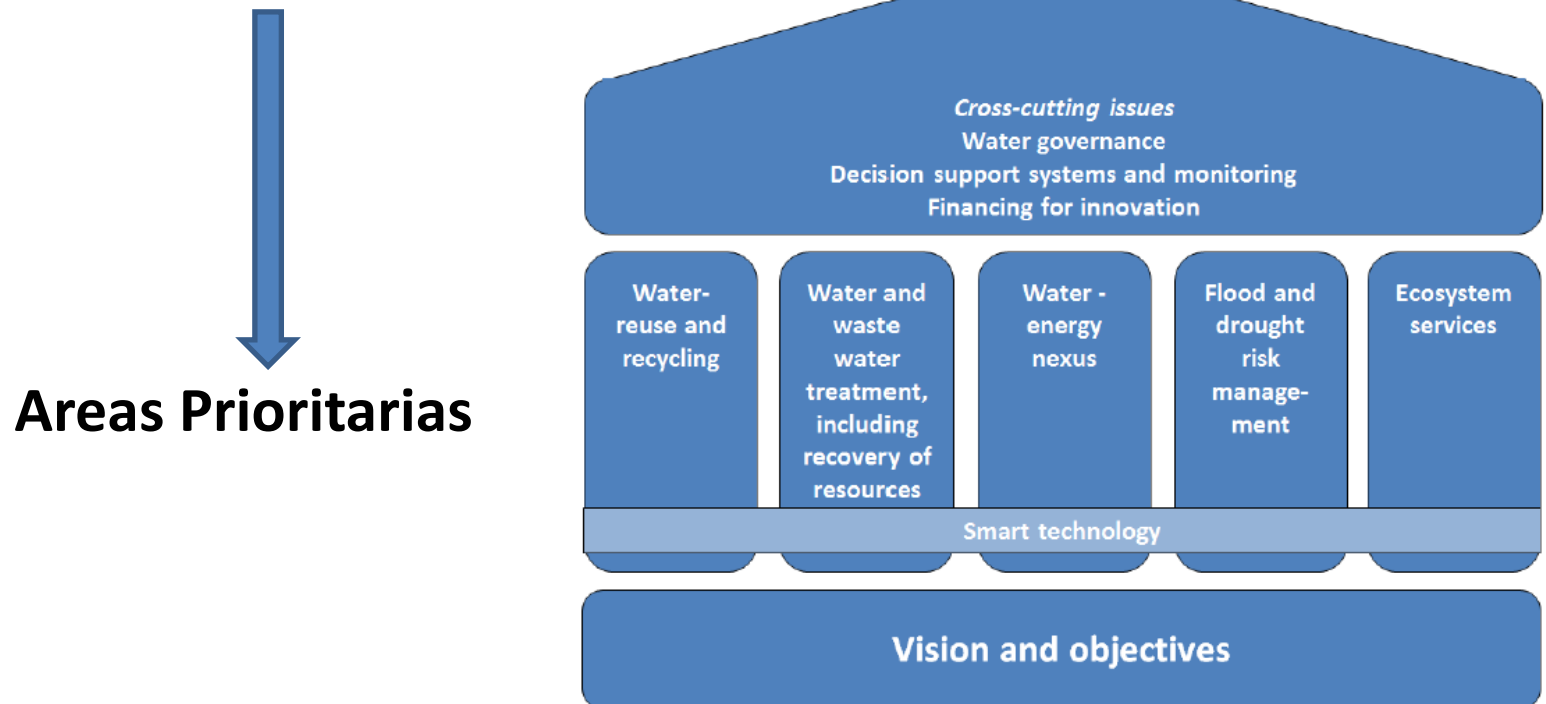 Areas Prioritarias
Cross-cutting issues
Water governance
Decision support systems and monitoring
Financing for innovation
Water-
reuse and
recycling
Water and
waste
water
treatment,
including
recovery of
resources
Water -
energy
nexus
Flood and
drought
risk
manage-
ment
Ecosystem
services
Smart technology
Vision and objectives